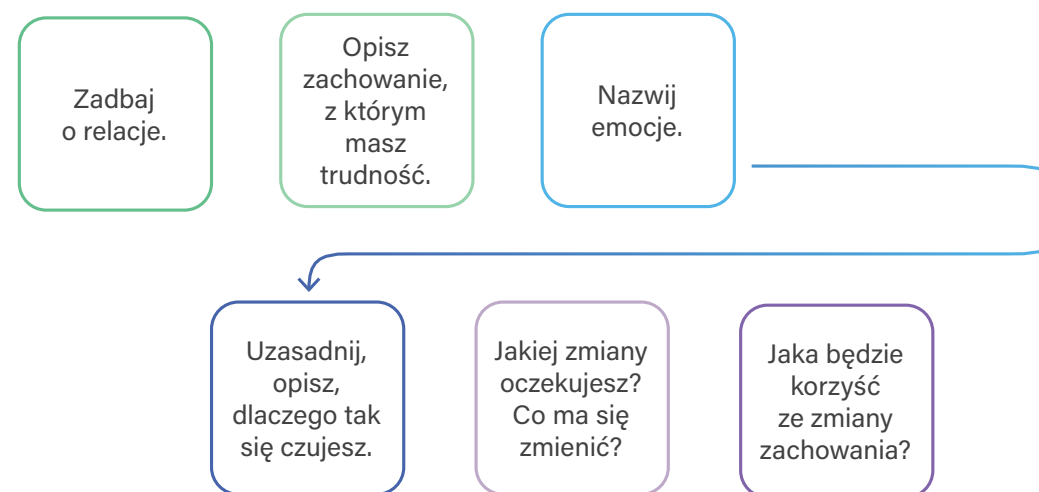 Zadbaj
o relacje.
Opisz
zachowanie,
z którym
masz
trudność.
Nazwij
emocje.
Uzasadnij,
opisz,
dlaczego tak
się czujesz.
Jakiej zmiany
oczekujesz?
Co ma się
zmienić?
Jaka będzie
korzyść
ze zmiany
zachowania?